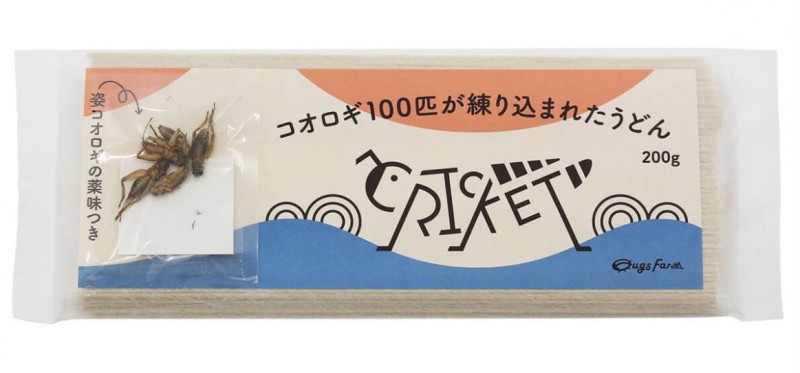 姿コオロギの薬味つき
コオロギ100匹が練り込まれたうどん
200g
CRICKET
Bugs Farm